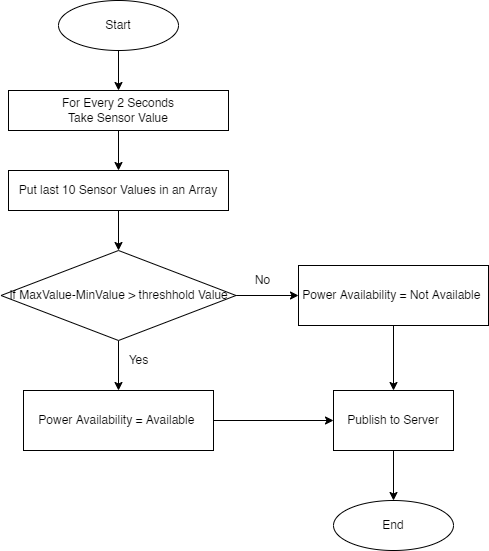 Start
For Every 2 Seconds
Take Sensor Value
Put last 10 Sensor Values in an Array
If MaxValue-MinValue > threshhold Value
No
Power Availability = Not Available
Yes
Power Availability = Available
Publish to Server
End